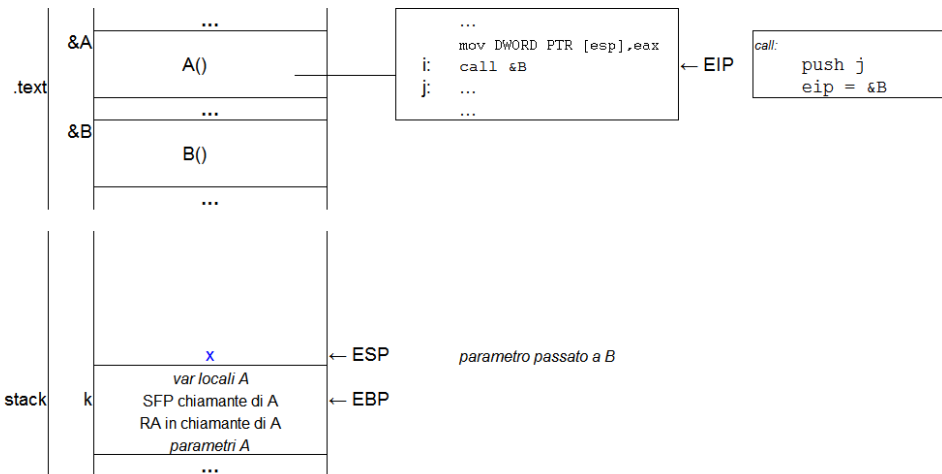 ...
&A
A()
.text
...
&B
B()
...
...
mov DWORD PTR [esp],eax
i: call &B
j: ...
...
← EIP
call:
push j
eip = &B
x ← ESP parametro passato a B
var locali A
stack k SFP chiamante di A ← EBP
RA in chiamante di A
parametri A
...